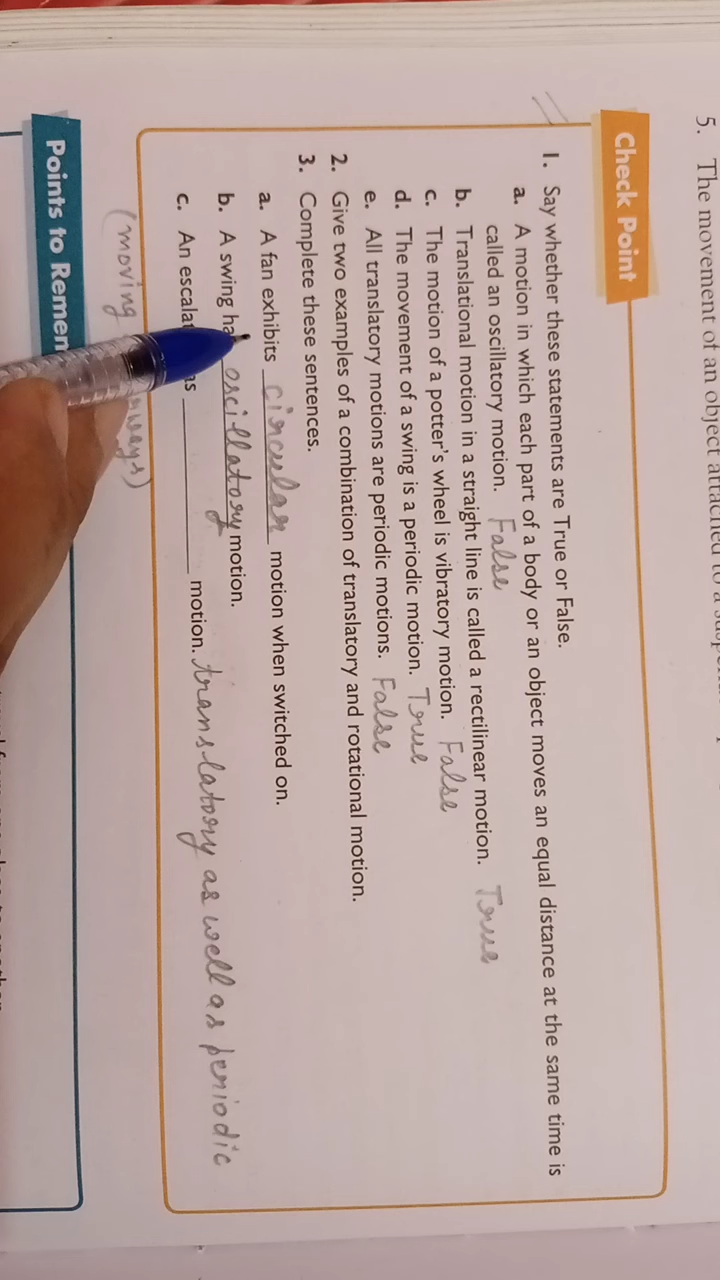 5. The movement of an object attached to a
Check Point
1. Say whether these statements are True or False.
a. A motion in which each part of a body or an object moves an equal distance at the same time is
called an oscillatory motion. False
b. Translational motion in a straight line is called a rectilinear motion. True
c. The motion of a potter's wheel is vibratory motion. False
d. The movement of a swing is a periodic motion. True
e. All translatory motions are periodic motions. False
2. Give two examples of a combination of translatory and rotational motion.
3. Complete these sentences.
a. A fan exhibits circular motion when switched on.
b. A swing ha oscillatory motion.
c. An escalat as ________ motion. translatory as well as periodic
(moving
Points to Remem